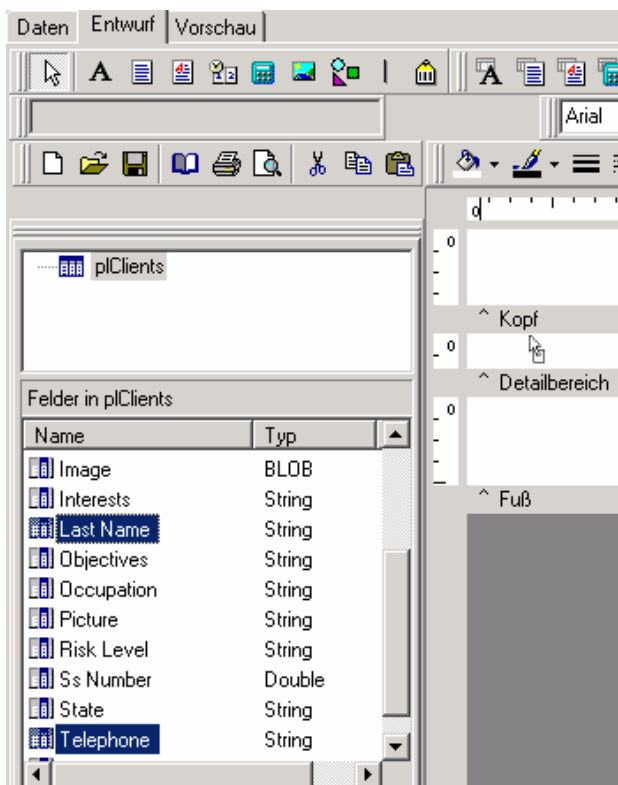 Daten Entwurf Vorschau
A
A
Arial
0
plClients
0
^ Kopf
0
^ Detailbereich
Felder in plClients
0
Name Typ
Image BLOB
Interests String
^ Fuß
Last Name String
Objectives String
Occupation String
Picture String
Risk Level String
Ss Number Double
State String
Telephone String